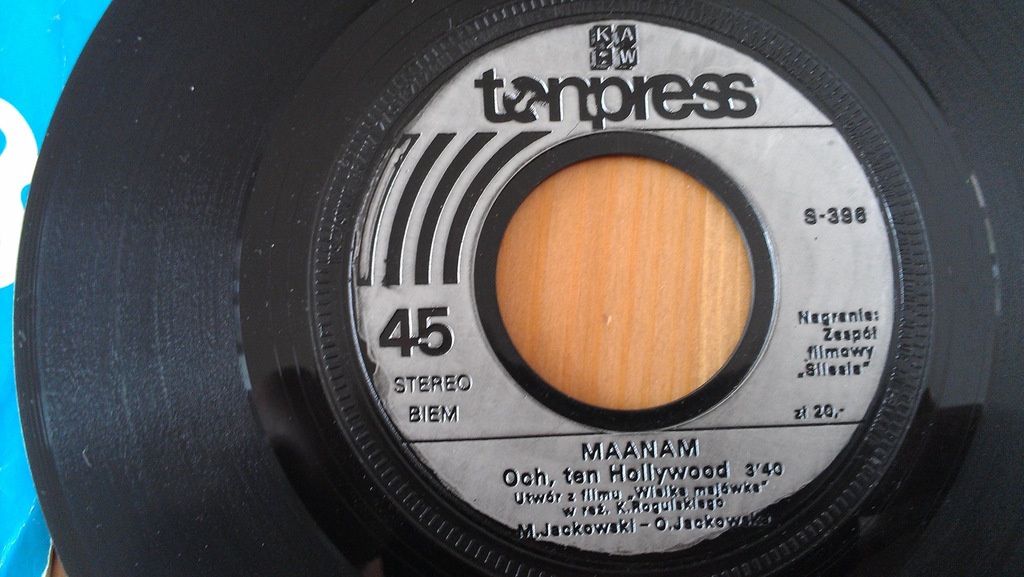 KAW
tonpress
S-396
Nagranie:
Zespół
filmowy
„Silesia”
zł 20,-
45
STEREO
BIEM
MAANAM
Och, ten Hollywood 3'40
Utwór z filmu „Wielka majówka”
w reż. K.Rogulskiego
M.Jackowski – O.Jackowska